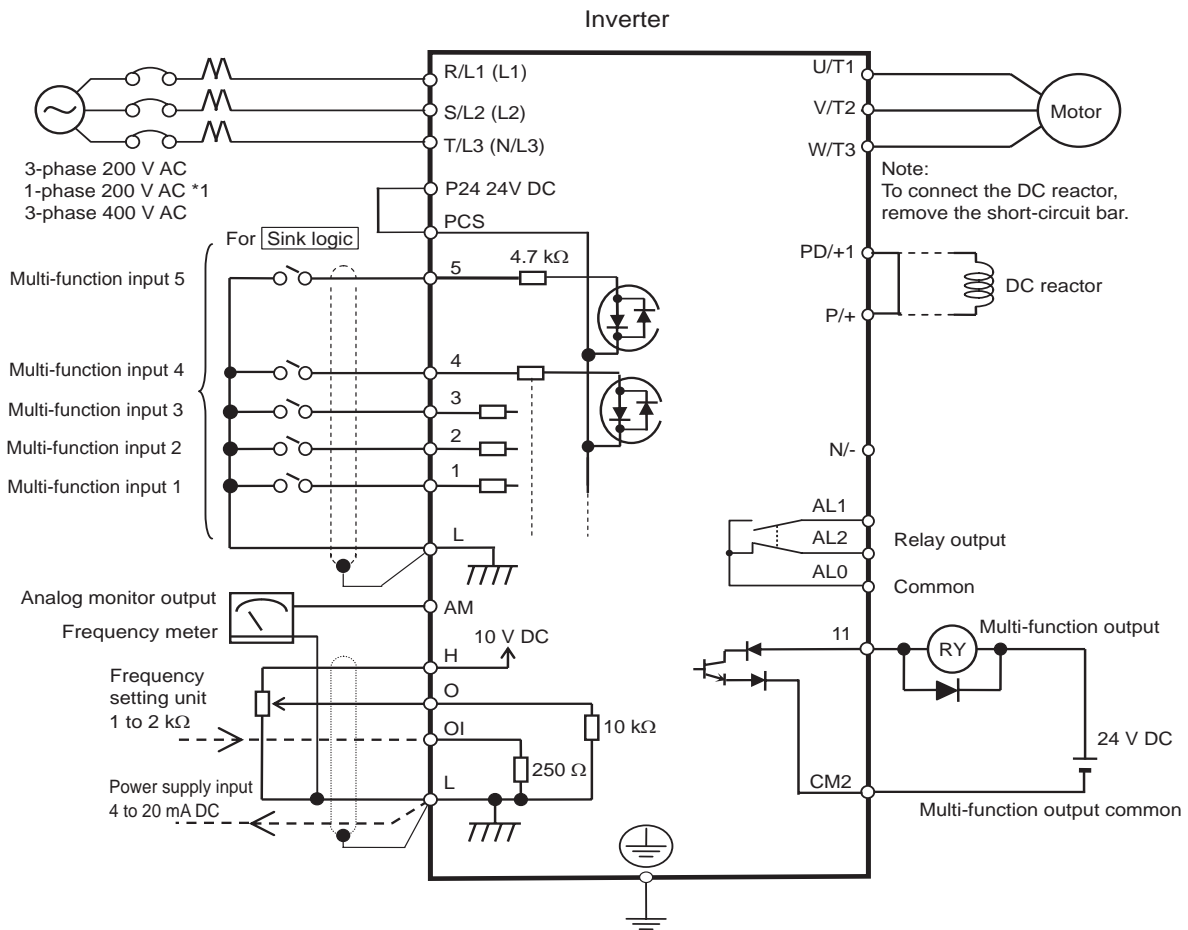 Inverter
R/L1 (L1)
S/L2 (L2)
T/L3 (N/L3)
3-phase 200 V AC
1-phase 200 V AC *1
3-phase 400 V AC
P24 24V DC
PCS
For Sink logic
Multi-function input 5
5
4.7 kΩ
Multi-function input 4
4
Multi-function input 3
3
Multi-function input 2
2
Multi-function input 1
1
L
Analog monitor output
Frequency meter
AM
10 V DC
H
Frequency
setting unit
1 to 2 kΩ
O
OI
10 kΩ
250 Ω
Power supply input
4 to 20 mA DC
L
U/T1
V/T2
W/T3
Motor
Note:
To connect the DC reactor,
remove the short-circuit bar.
PD/+1
P/+
DC reactor
N/-
AL1
AL2
Relay output
AL0
Common
11
Multi-function output
RY
24 V DC
CM2
Multi-function output common